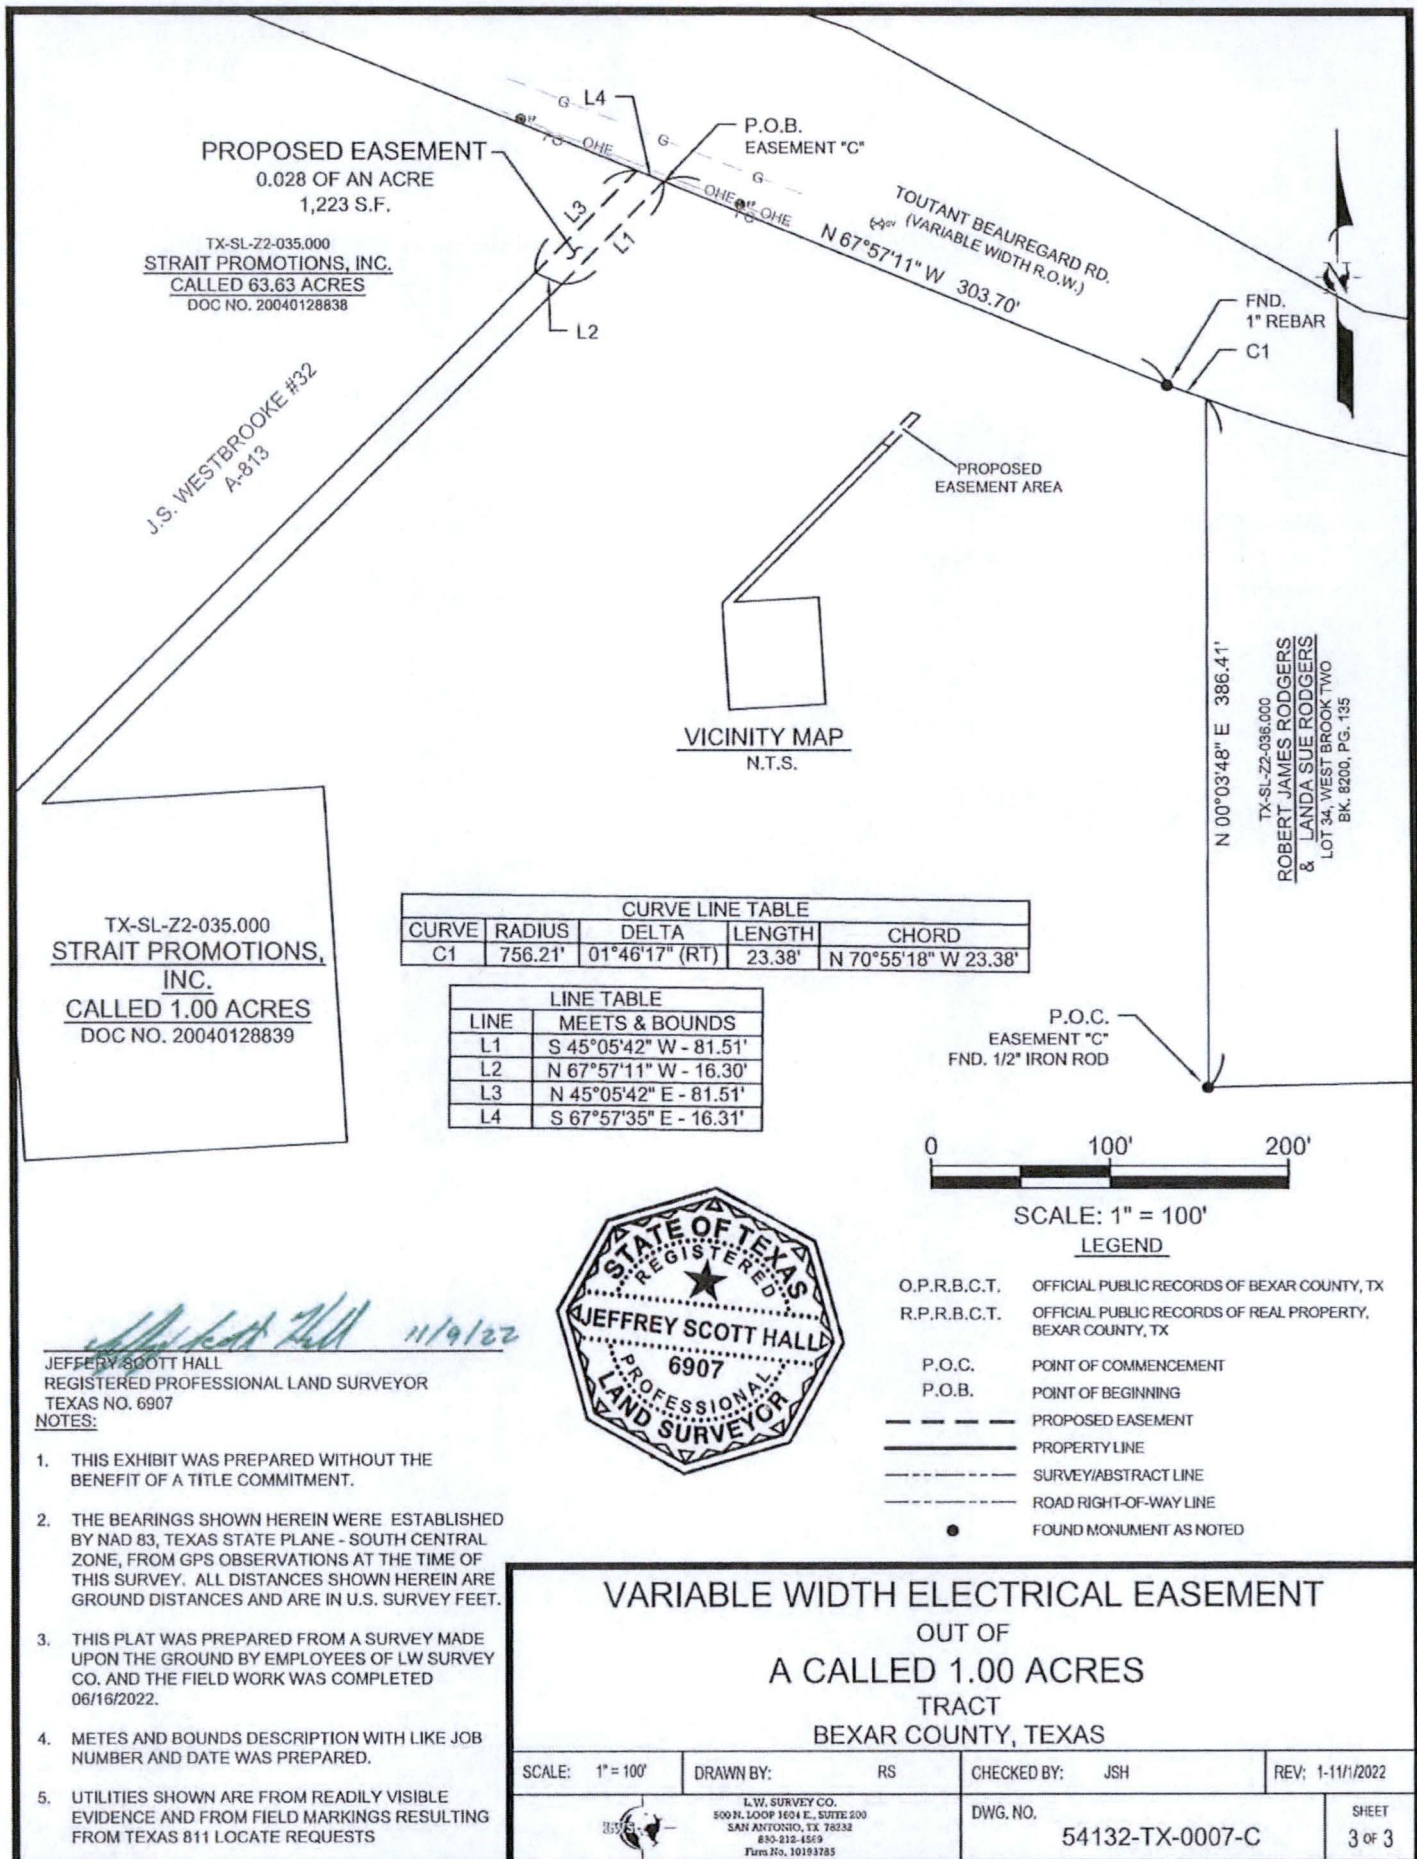 G
L4
P.O.B.
EASEMENT "C"
G
G
OHE
OHE
OHE
PROPOSED EASEMENT
0.028 OF AN ACRE
1,223 S.F.
TX-SL-Z2-035.000
STRAIT PROMOTIONS, INC.
CALLED 63.63 ACRES
DOC NO. 20040128838
L3
L1
L2
TOUTANT BEAUREGARD RD.
(VARIABLE WIDTH R.O.W.)
N 67°57'11" W 303.70'
N
FND.
1" REBAR
C1
J.S. WESTBROOKE #32
A-813
PROPOSED
EASEMENT AREA
VICINITY MAP
N.T.S.
N 00°03'48" E 386.41'
TX-SL-Z2-036.000
ROBERT JAMES RODGERS
& LANDA SUE RODGERS
LOT 34, WEST BROOK TWO
BK. 8200, PG. 135
TX-SL-Z2-035.000
STRAIT PROMOTIONS,
INC.
CALLED 1.00 ACRES
DOC NO. 20040128839
CURVE LINE TABLE
CURVE RADIUS DELTA LENGTH CHORD
C1 756.21' 01°46'17" (RT) 23.38' N 70°55'18" W 23.38'
LINE TABLE
LINE MEETS & BOUNDS
L1 S 45°05'42" W - 81.51'
L2 N 67°57'11" W - 16.30'
L3 N 45°05'42" E - 81.51'
L4 S 67°57'35" E - 16.31'
P.O.C.
EASEMENT "C"
FND. 1/2" IRON ROD
0 100' 200'
SCALE: 1" = 100'
LEGEND
O.P.R.B.C.T. OFFICIAL PUBLIC RECORDS OF BEXAR COUNTY, TX
R.P.R.B.C.T. OFFICIAL PUBLIC RECORDS OF REAL PROPERTY,
BEXAR COUNTY, TX
P.O.C. POINT OF COMMENCEMENT
P.O.B. POINT OF BEGINNING
PROPOSED EASEMENT
PROPERTY LINE
SURVEY/ABSTRACT LINE
ROAD RIGHT-OF-WAY LINE
FOUND MONUMENT AS NOTED
STATE OF TEXAS
REGISTERED
JEFFREY SCOTT HALL
6907
PROFESSIONAL
LAND SURVEYOR
Scott Hall 11/9/22
JEFFERY SCOTT HALL
REGISTERED PROFESSIONAL LAND SURVEYOR
TEXAS NO. 6907
NOTES:
1. THIS EXHIBIT WAS PREPARED WITHOUT THE
BENEFIT OF A TITLE COMMITMENT.
2. THE BEARINGS SHOWN HEREIN WERE ESTABLISHED
BY NAD 83, TEXAS STATE PLANE - SOUTH CENTRAL
ZONE, FROM GPS OBSERVATIONS AT THE TIME OF
THIS SURVEY. ALL DISTANCES SHOWN HEREIN ARE
GROUND DISTANCES AND ARE IN U.S. SURVEY FEET.
3. THIS PLAT WAS PREPARED FROM A SURVEY MADE
UPON THE GROUND BY EMPLOYEES OF LW SURVEY
CO. AND THE FIELD WORK WAS COMPLETED
06/16/2022.
4. METES AND BOUNDS DESCRIPTION WITH LIKE JOB
NUMBER AND DATE WAS PREPARED.
5. UTILITIES SHOWN ARE FROM READILY VISIBLE
EVIDENCE AND FROM FIELD MARKINGS RESULTING
FROM TEXAS 811 LOCATE REQUESTS
VARIABLE WIDTH ELECTRICAL EASEMENT
OUT OF
A CALLED 1.00 ACRES
TRACT
BEXAR COUNTY, TEXAS
SCALE: 1" = 100' DRAWN BY: RS CHECKED BY: JSH REV: 1-11/1/2022
L.W. SURVEY CO.
500 N. LOOP 1604 E., SUITE 200
SAN ANTONIO, TX 78232
830-212-4569
Firm No. 10193785
DWG. NO.
54132-TX-0007-C
SHEET
3 OF 3